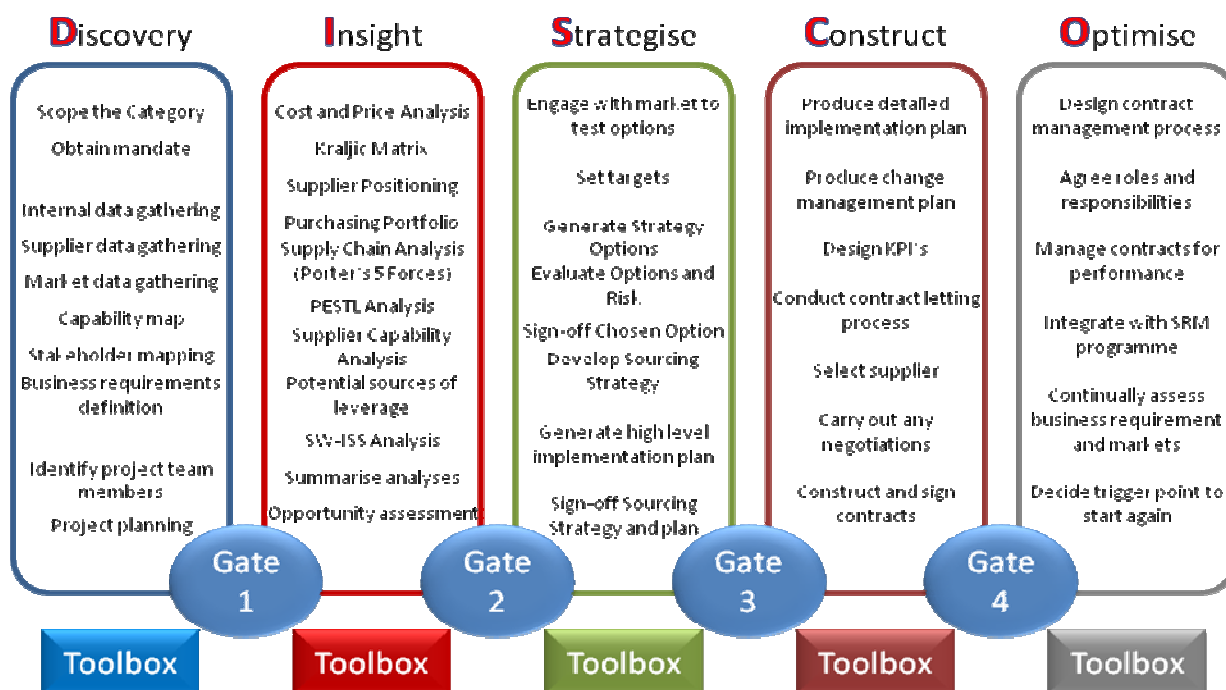 Discovery
Scope the Category
Obtain mandate
Internal data gathering
Supplier data gathering
Market data gathering
Capability map
Stakeholder mapping
Business requirements
definition
Identify project team
members
Project planning
Insight
Cost and Price Analysis
Kraljic Matrix
Supplier Positioning
Purchasing Portfolio
Supply Chain Analysis
(Porter's 5 Forces)
PESTL Analysis
Supplier Capability
Analysis
Potential sources of
leverage
SW-ISS Analysis
Summarise analyses
Opportunity assessment
Strategise
Engage with market to
test options
Set targets
Generate Strategy
Options
Evaluate Options and
Risk
Sign-off Chosen Option
Develop Sourcing
Strategy
Generate high level
implementation plan
Sign-off Sourcing
Strategy and plan
Construct
Produce detailed
implementation plan
Produce change
management plan
Design KPI's
Conduct contract letting
process
Select supplier
Carry out any
negotiations
Construct and sign
contracts
Optimise
Design contract
management process
Agree roles and
responsibilities
Manage contracts for
performance
Integrate with SRM
programme
Continually assess
business requirement
and markets
Decide trigger point to
start again
Gate
1
Gate
2
Gate
3
Gate
4
Toolbox
Toolbox
Toolbox
Toolbox
Toolbox